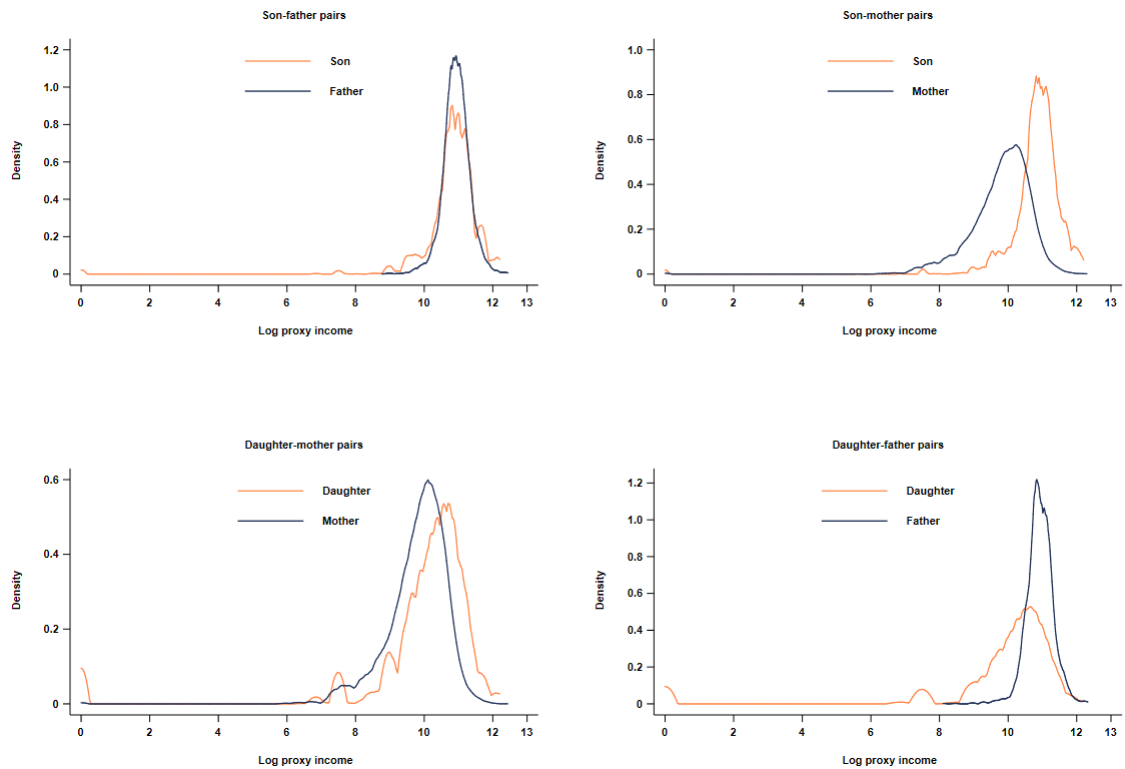 Son-father pairs
Son-mother pairs
1.2
1.0
0.8
0.6
0.4
0.2
0
Density
Son
Father
0 2 4 6 8 10 12 13
Log proxy income
1.0
0.8
0.6
0.4
0.2
0
Density
Son
Mother
0 2 4 6 8 10 12 13
Log proxy income
Daughter-mother pairs
Daughter-father pairs
0.6
0.4
0.2
0
Density
Daughter
Mother
0 2 4 6 8 10 12 13
Log proxy income
1.2
1.0
0.8
0.6
0.4
0.2
0
Density
Daughter
Father
0 2 4 6 8 10 12 13
Log proxy income